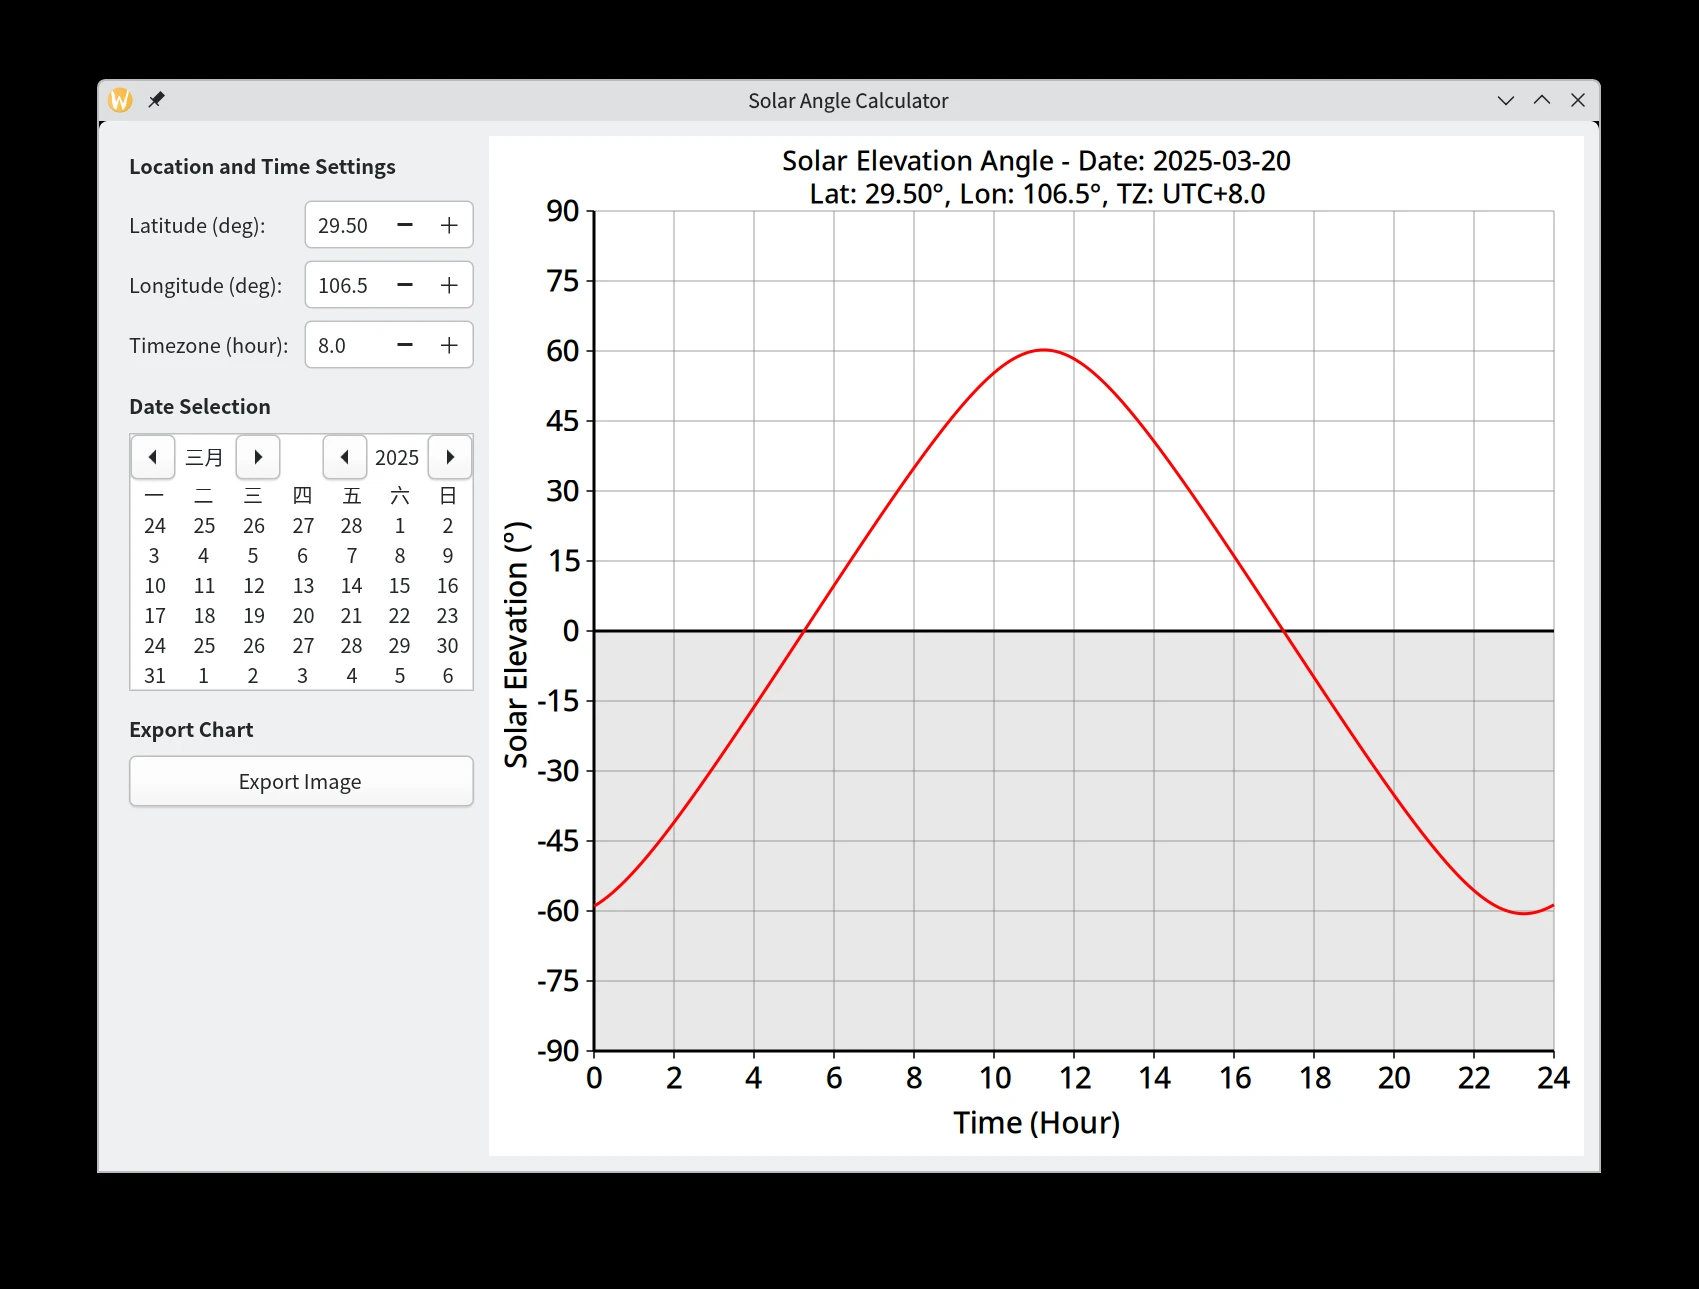 Solar Angle Calculator
Location and Time Settings
Latitude (deg): 29.50
Longitude (deg): 106.5
Timezone (hour): 8.0
Date Selection
三月 2025
一 二 三 四 五 六 日
24 25 26 27 28 1 2
3 4 5 6 7 8 9
10 11 12 13 14 15 16
17 18 19 20 21 22 23
24 25 26 27 28 29 30
31 1 2 3 4 5 6
Export Chart
Export Image
Solar Elevation Angle - Date: 2025-03-20
Lat: 29.50°, Lon: 106.5°, TZ: UTC+8.0
Solar Elevation (°)
90
75
60
45
30
15
0
-15
-30
-45
-60
-75
-90
0 2 4 6 8 10 12 14 16 18 20 22 24
Time (Hour)